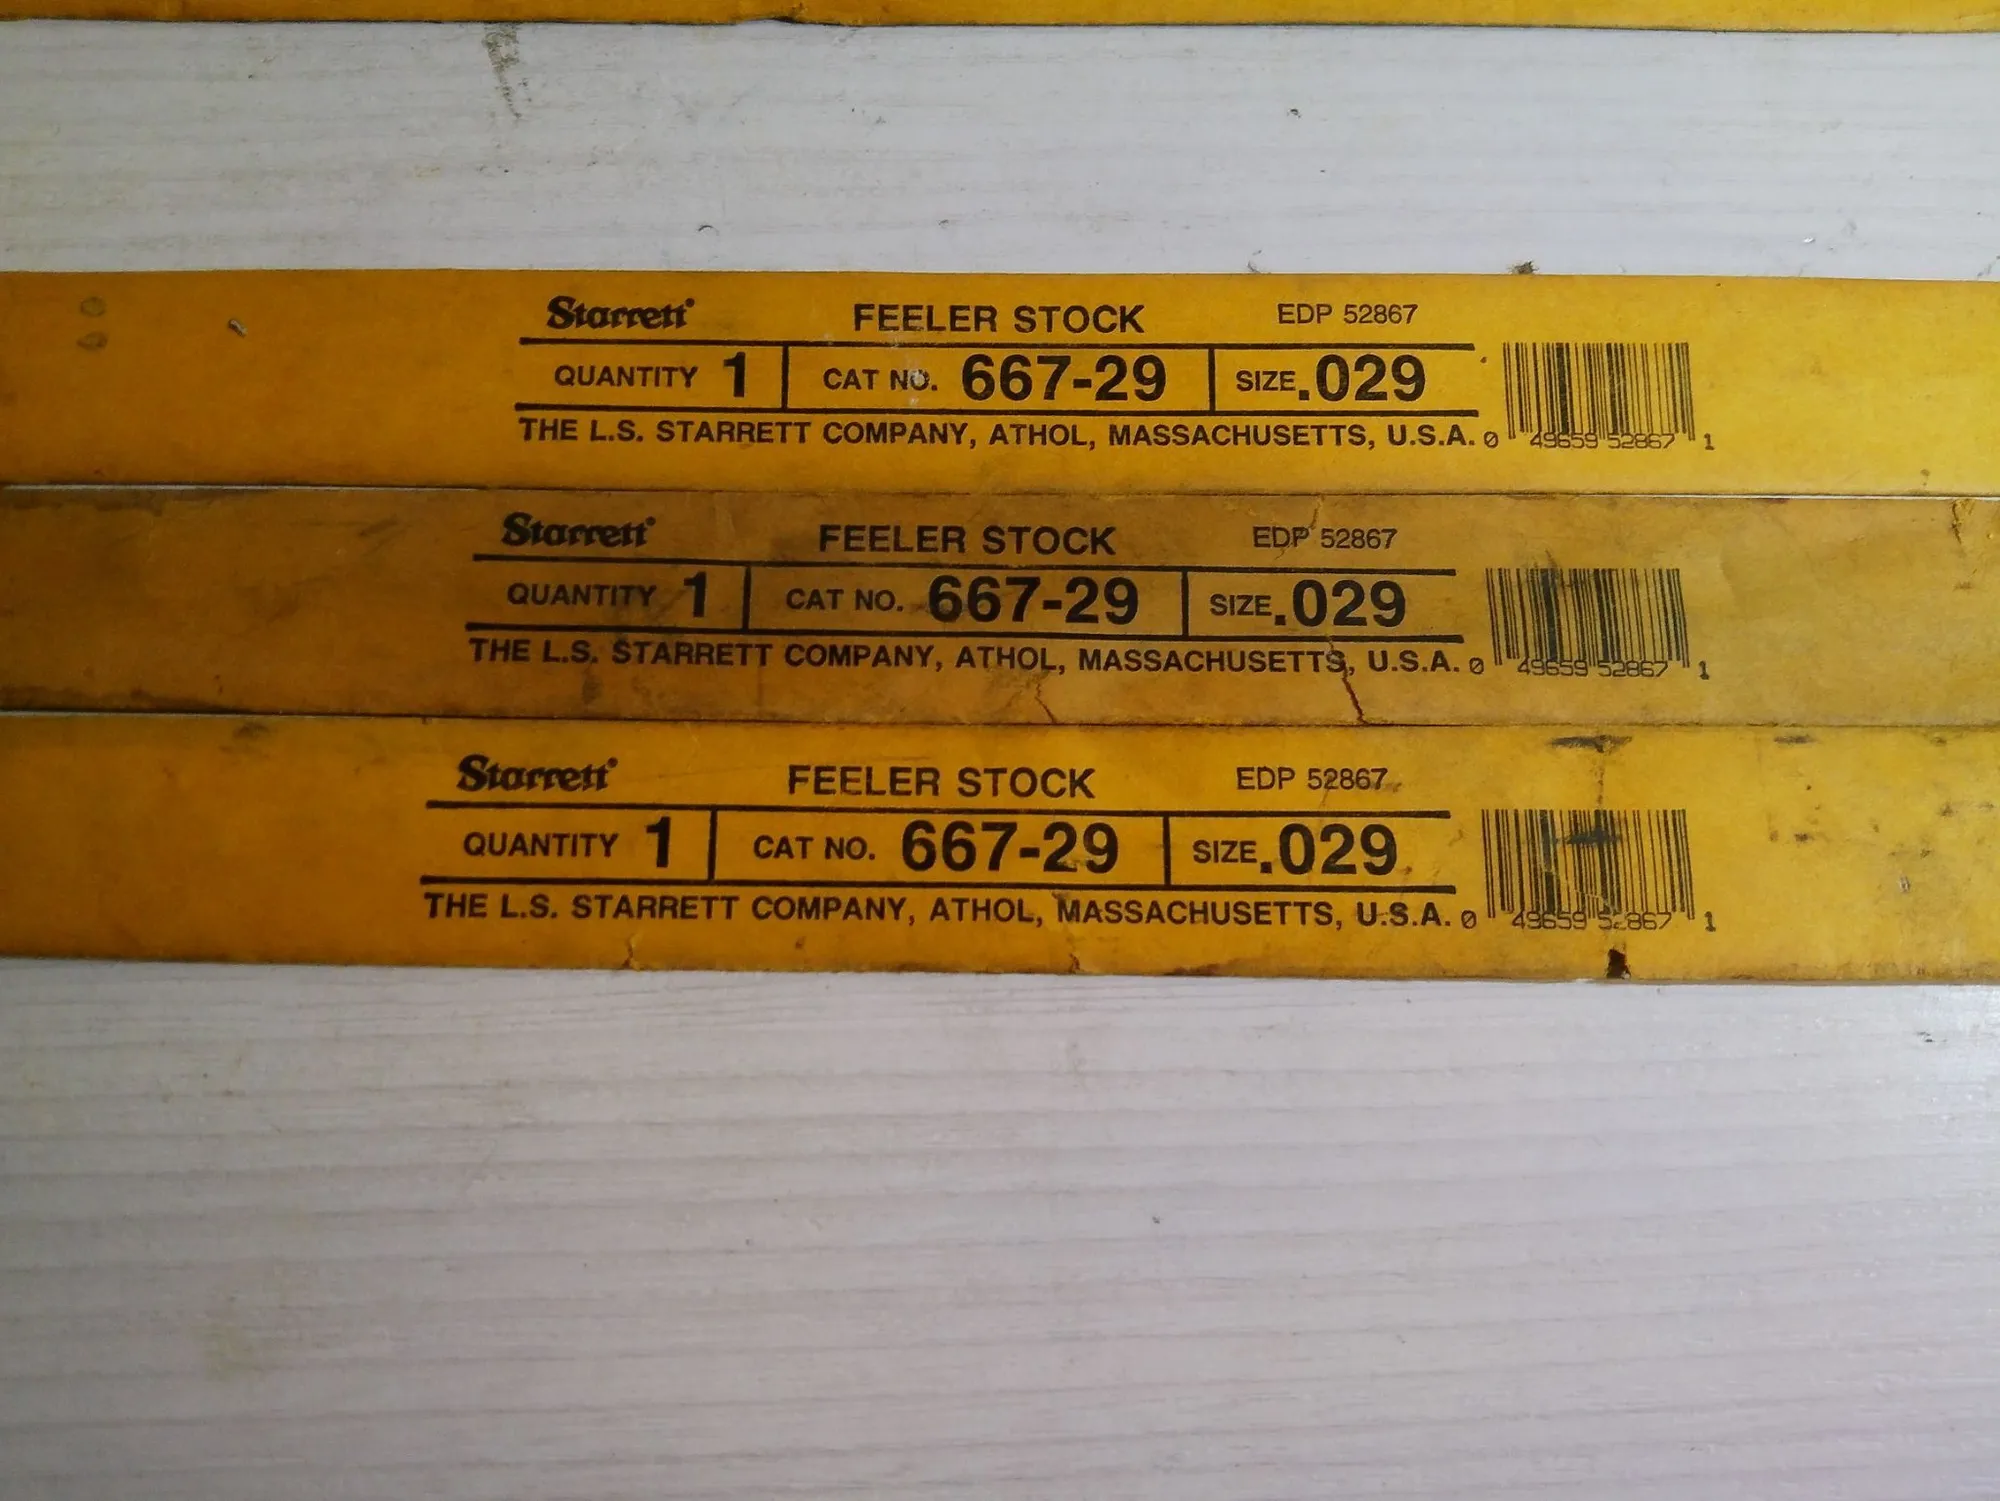 Starrett FEELER STOCK EDP 52867
QUANTITY 1 CAT NO. 667-29 SIZE .029
THE L.S. STARRETT COMPANY, ATHOL, MASSACHUSETTS, U.S.A. 0 49659 52867 1
Starrett FEELER STOCK EDP 52867
QUANTITY 1 CAT NO. 667-29 SIZE .029
THE L.S. STARRETT COMPANY, ATHOL, MASSACHUSETTS, U.S.A. 0 49659 52867 1
Starrett FEELER STOCK EDP 52867
QUANTITY 1 CAT NO. 667-29 SIZE .029
THE L.S. STARRETT COMPANY, ATHOL, MASSACHUSETTS, U.S.A. 0 49659 52867 1